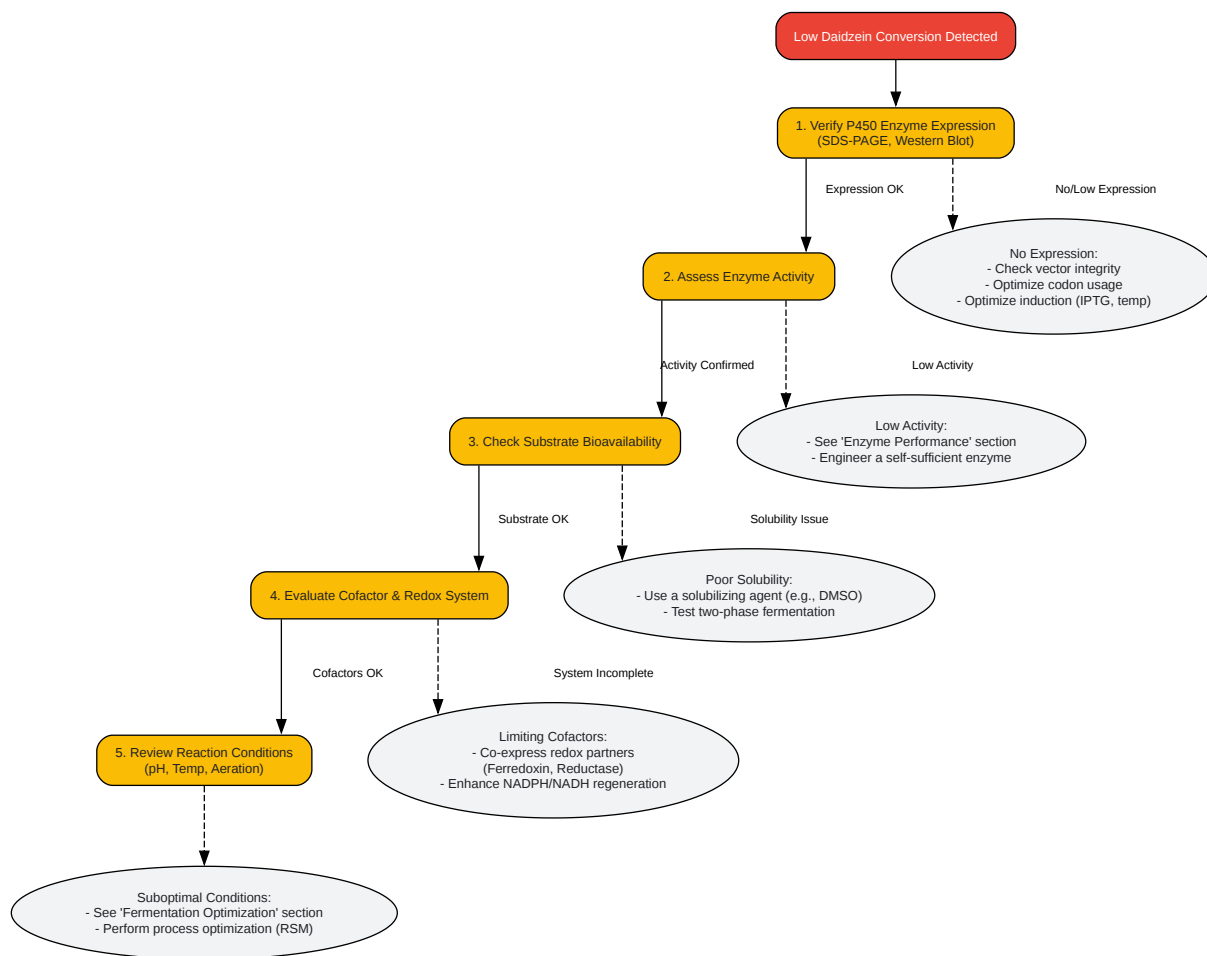 Low Daidzein Conversion Detected
1. Verify P450 Enzyme Expression
(SDS-PAGE, Western Blot)
Expression OK
No/Low Expression
No Expression:
- Check vector integrity
- Optimize codon usage
- Optimize induction (IPTG, temp)
2. Assess Enzyme Activity
Activity Confirmed
Low Activity
Low Activity:
- See 'Enzyme Performance' section
- Engineer a self-sufficient enzyme
3. Check Substrate Bioavailability
Substrate OK
Solubility Issue
Poor Solubility:
- Use a solubilizing agent (e.g., DMSO)
- Test two-phase fermentation
4. Evaluate Cofactor & Redox System
Cofactors OK
System Incomplete
Limiting Cofactors:
- Co-express redox partners
(Ferredoxin, Reductase)
- Enhance NADPH/NADH regeneration
5. Review Reaction Conditions
(pH, Temp, Aeration)
Suboptimal Conditions:
- See 'Fermentation Optimization' section
- Perform process optimization (RSM)